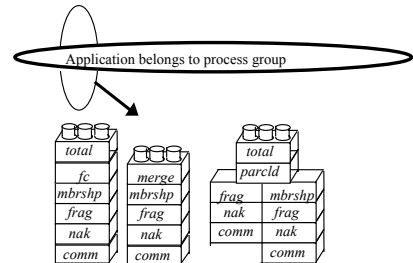 Application belongs to process group
total
fc
mbrshp
frag
nak
comm
merge
mbrshp
frag
nak
comm
total
parcld
frag mbrshp
nak frag
comm nak
comm